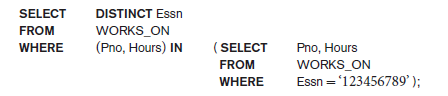 SELECT DISTINCT Essn
FROM WORKS_ON
WHERE (Pno, Hours) IN ( SELECT Pno, Hours
FROM WORKS_ON
WHERE Essn = ‘123456789’ );